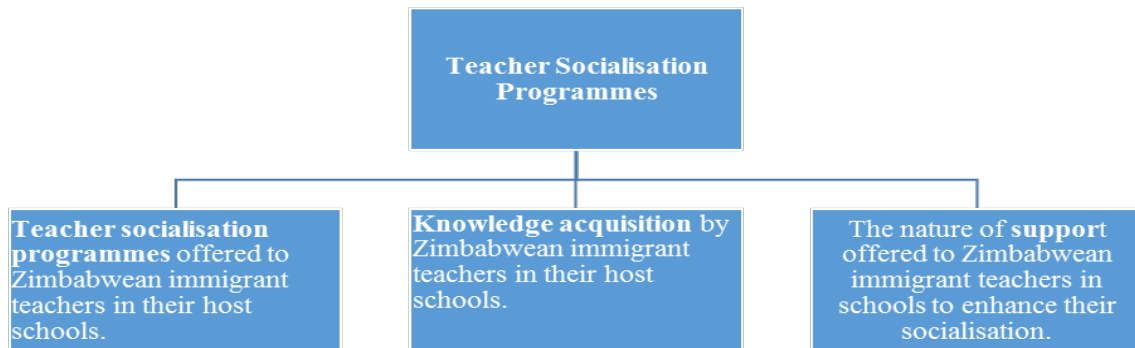 Teacher Socialisation
Programmes
Teacher socialisation
programmes offered to
Zimbabwean immigrant
teachers in their host
schools.
Knowledge acquisition by
Zimbabwean immigrant
teachers in their host
schools.
The nature of support
offered to Zimbabwean
immigrant teachers in
schools to enhance their
socialisation.